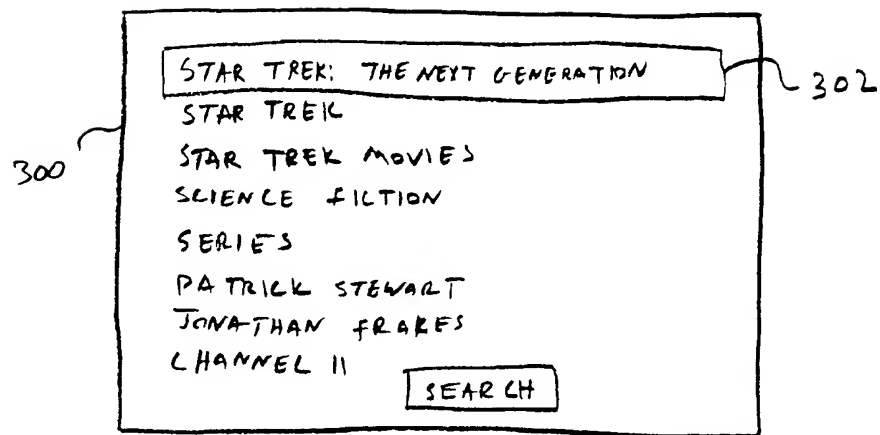 STAR TREK: THE NEXT GENERATION
302
STAR TREK
300
STAR TREK MOVIES
SCIENCE FICTION
SERIES
PATRICK STEWART
JONATHAN FRAKES
CHANNEL 11
SEARCH